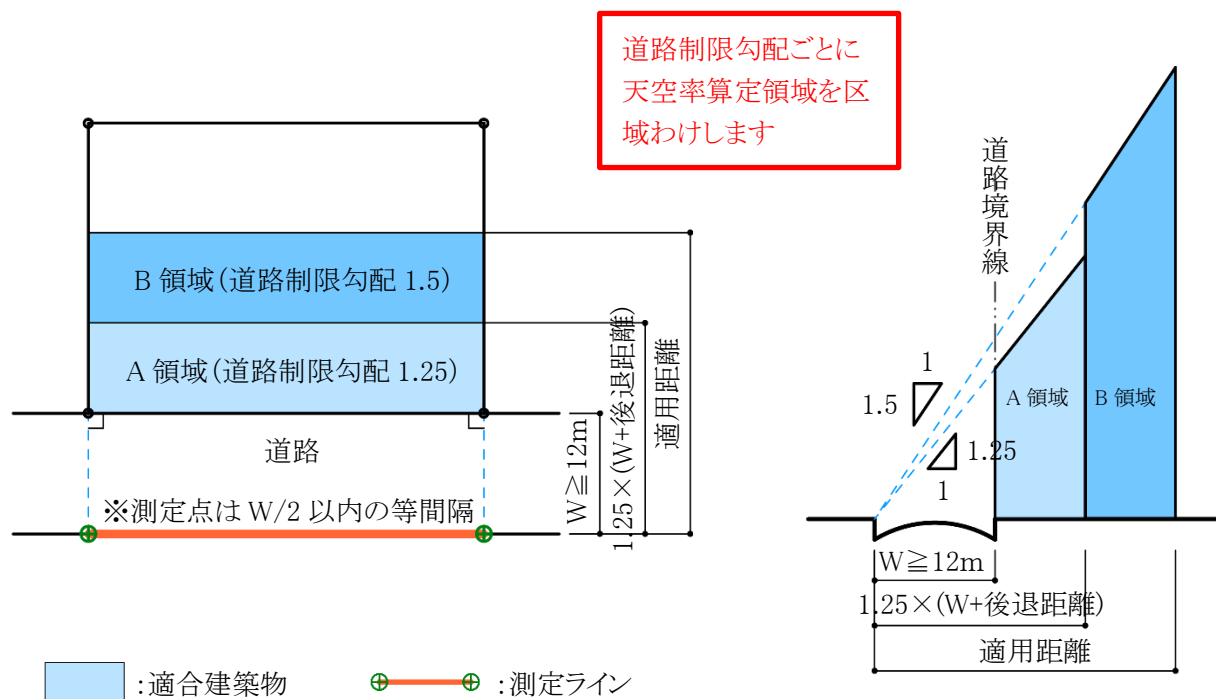 道路制限勾配ごとに
天空率算定領域を区
域わけします
B 領域(道路制限勾配 1.5)
A 領域(道路制限勾配 1.25)
道路
※測定点は W/2 以内の等間隔
W≧12m
1.25×(W+後退距離)
適用距離
:適合建築物
:測定ライン
道路境界線
1
1.5
1.25
1
A 領域
B 領域
W≧12m
1.25×(W+後退距離)
適用距離